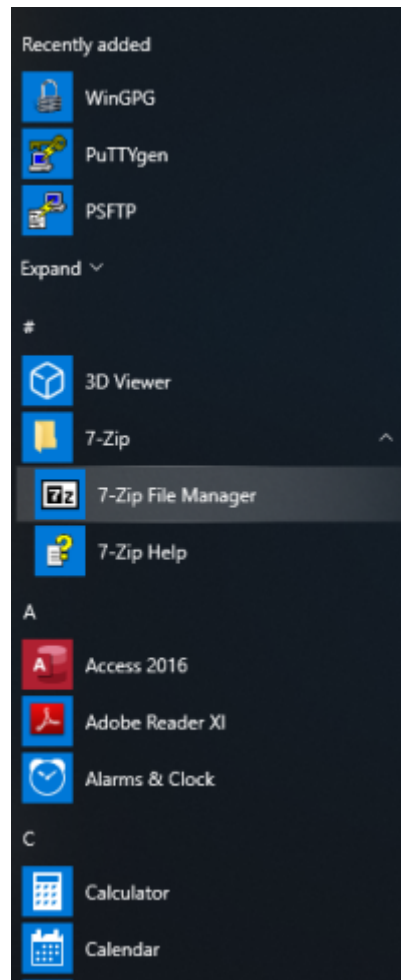 Recently added
WinGPG
PuTTYgen
PSFTP
Expand
#
3D Viewer
7-Zip
7z
7-Zip File Manager
7-Zip Help
A
A
Access 2016
Adobe Reader XI
Alarms & Clock
C
Calculator
Calendar